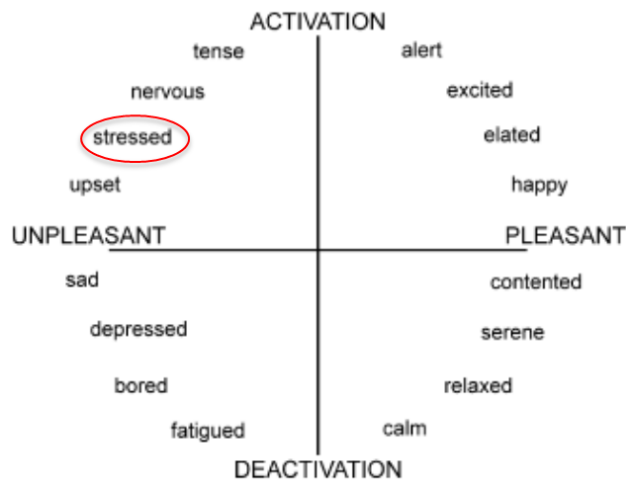 ACTIVATION
tense alert
nervous excited
stressed elated
upset happy
UNPLEASANT PLEASANT
sad contented
depressed serene
bored relaxed
fatigued calm
DEACTIVATION